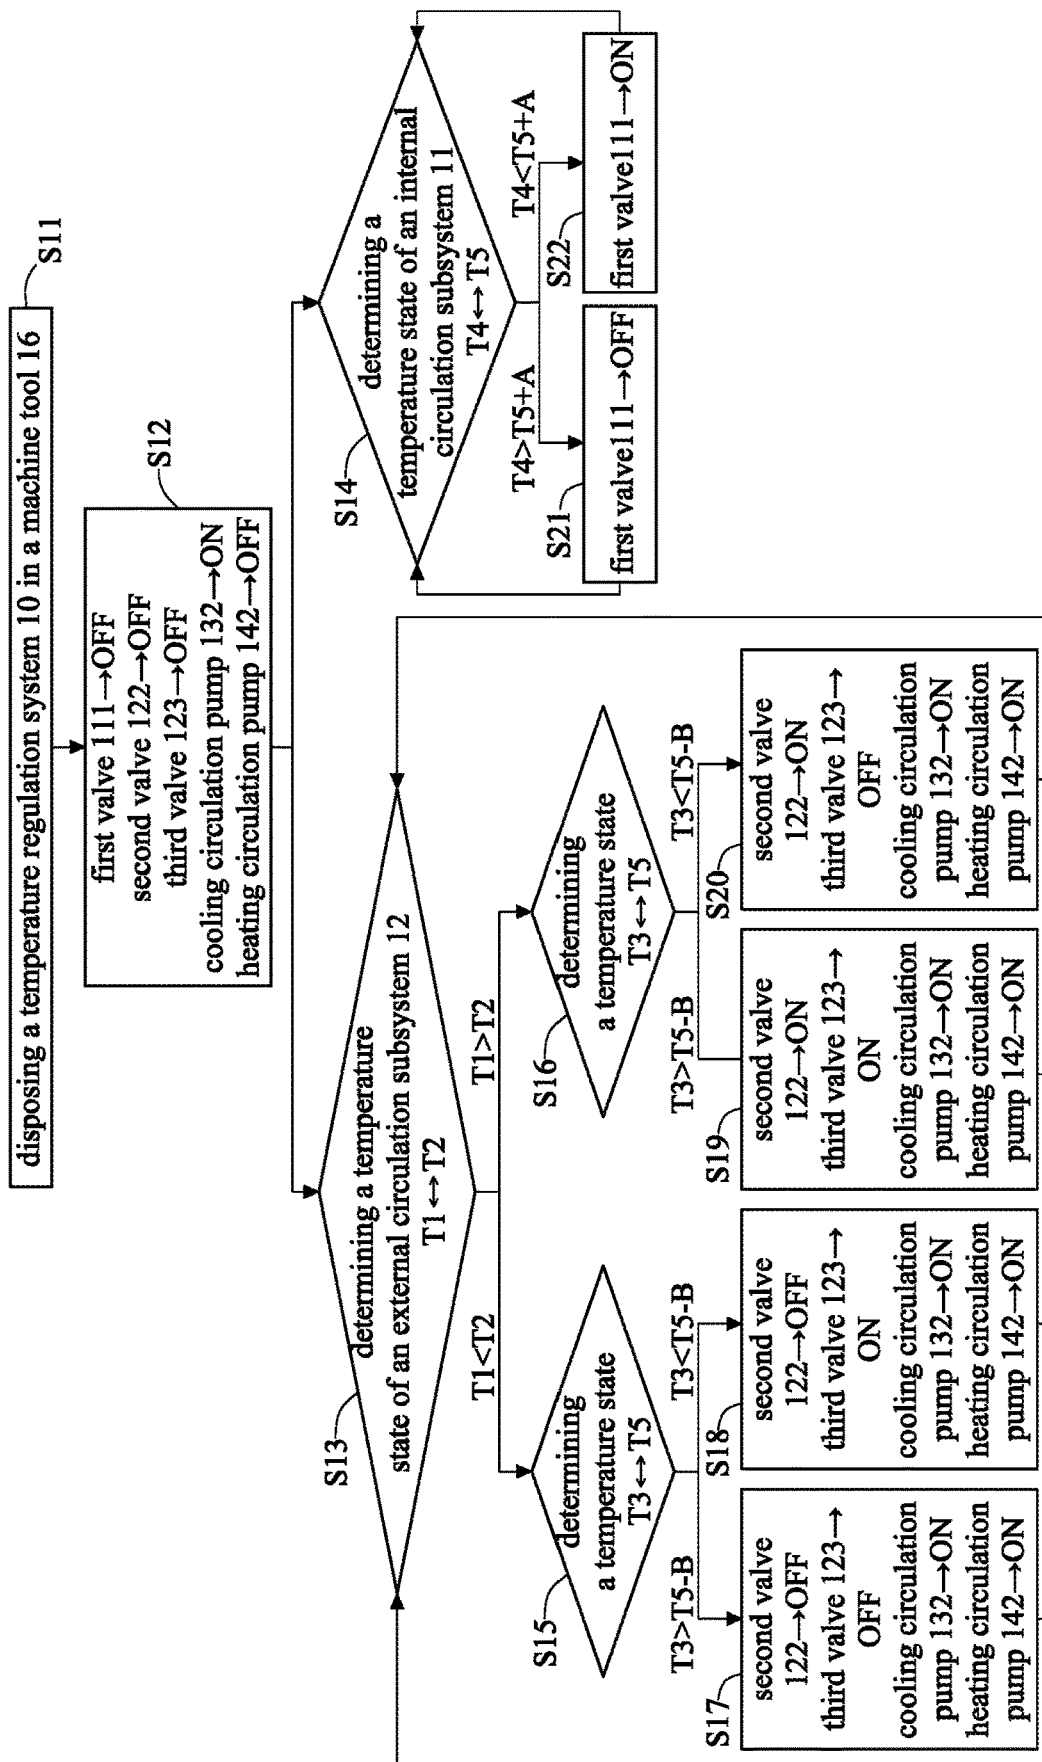 disposing a temperature regulation system 10 in a machine tool 16
S11
S12
first valve 111→OFF
second valve 122→OFF
third valve 123→OFF
cooling circulation pump 132→ON
heating circulation pump 142→OFF
S13
determining a temperature
state of an external circulation subsystem 12
T1↔T2
T1<T2
T1>T2
S15
determining
a temperature state
T3↔T5
T3>T5-B
T3<T5-B
S16
determining
a temperature state
T3↔T5
T3>T5-B
T3<T5-B
S17
second valve
122→OFF
third valve 123→
OFF
cooling circulation
pump 132→ON
heating circulation
pump 142→ON
S18
second valve
122→OFF
third valve 123→
ON
cooling circulation
pump 132→ON
heating circulation
pump 142→ON
S19
second valve
122→ON
third valve 123→
ON
cooling circulation
pump 132→ON
heating circulation
pump 142→ON
S20
second valve
122→ON
third valve 123→
OFF
cooling circulation
pump 132→ON
heating circulation
pump 142→ON
S14
determining a
temperature state of an internal
circulation subsystem 11
T4↔T5
T4>T5+A
T4<T5+A
S21
first valve111→OFF
S22
first valve111→ON